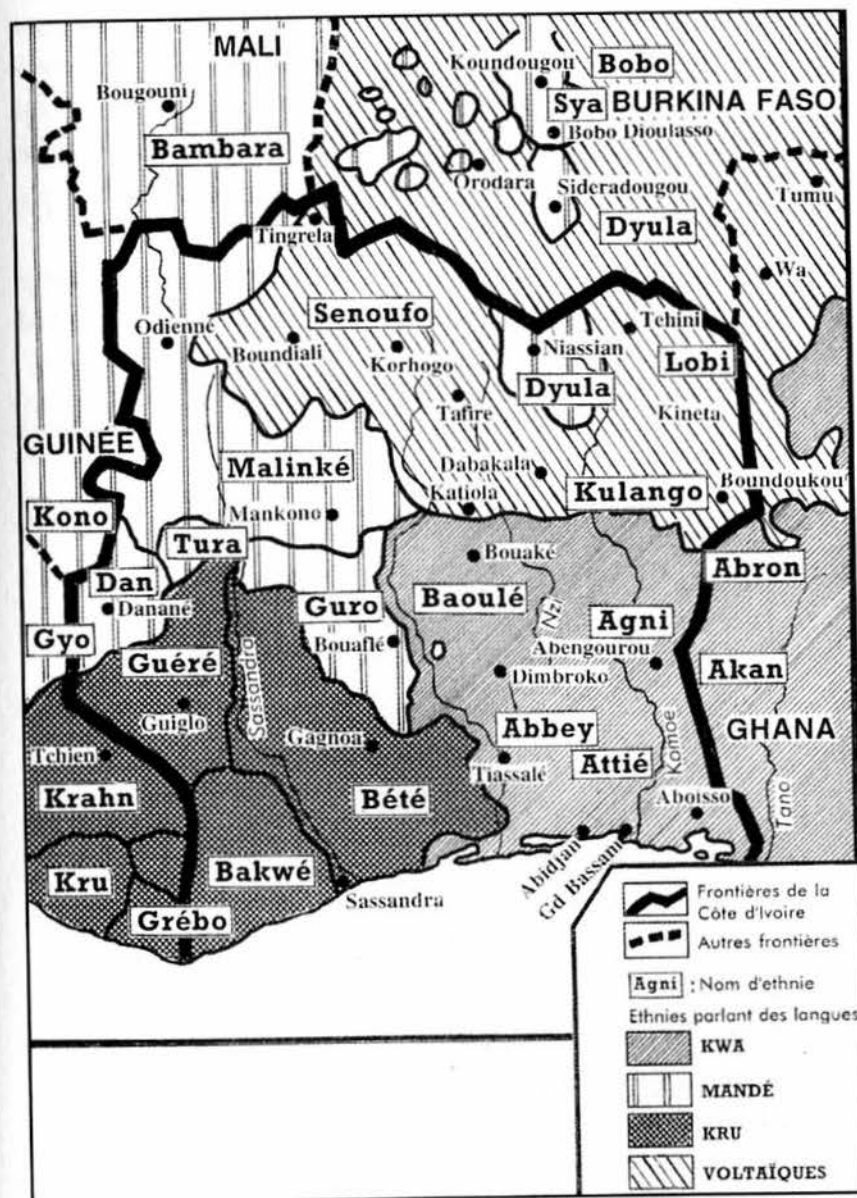 MALI
Bougouni
Bambara
Koundougou
Bobo
Sya
BURKINA FASO
Bobo Dioulasso
Orodara
Sideradougou
Tumu
Dyula
Wa
Tingrela
Odienné
Senoufo
Boundiali
Korhogo
Niassian
Tehini
Lobi
Dyula
Tafire
Kineta
GUINÉE
Malinké
Dabakala
Boundoukou
Kono
Mankono
Katiola
Kulango
Tura
Bouaké
Abron
Dan
Danané
Guro
Baoulé
Nzi
Agni
Gyo
Bouaflé
Abengourou
Guéré
Sassandra
Dimbroko
Akan
Guiglo
Gagnoa
Abbey
GHANA
Tchien
Tiassalé
Attié
Komoe
Krahn
Bété
Aboisso
Tano
Kru
Bakwé
Abidjan
Gd Bassam
Sassandra
Grébo
Frontières de la
Côte d'Ivoire
Autres frontières
Agni : Nom d'ethnie
Ethnies parlant des langues
KWA
MANDÉ
KRU
VOLTAÏQUES